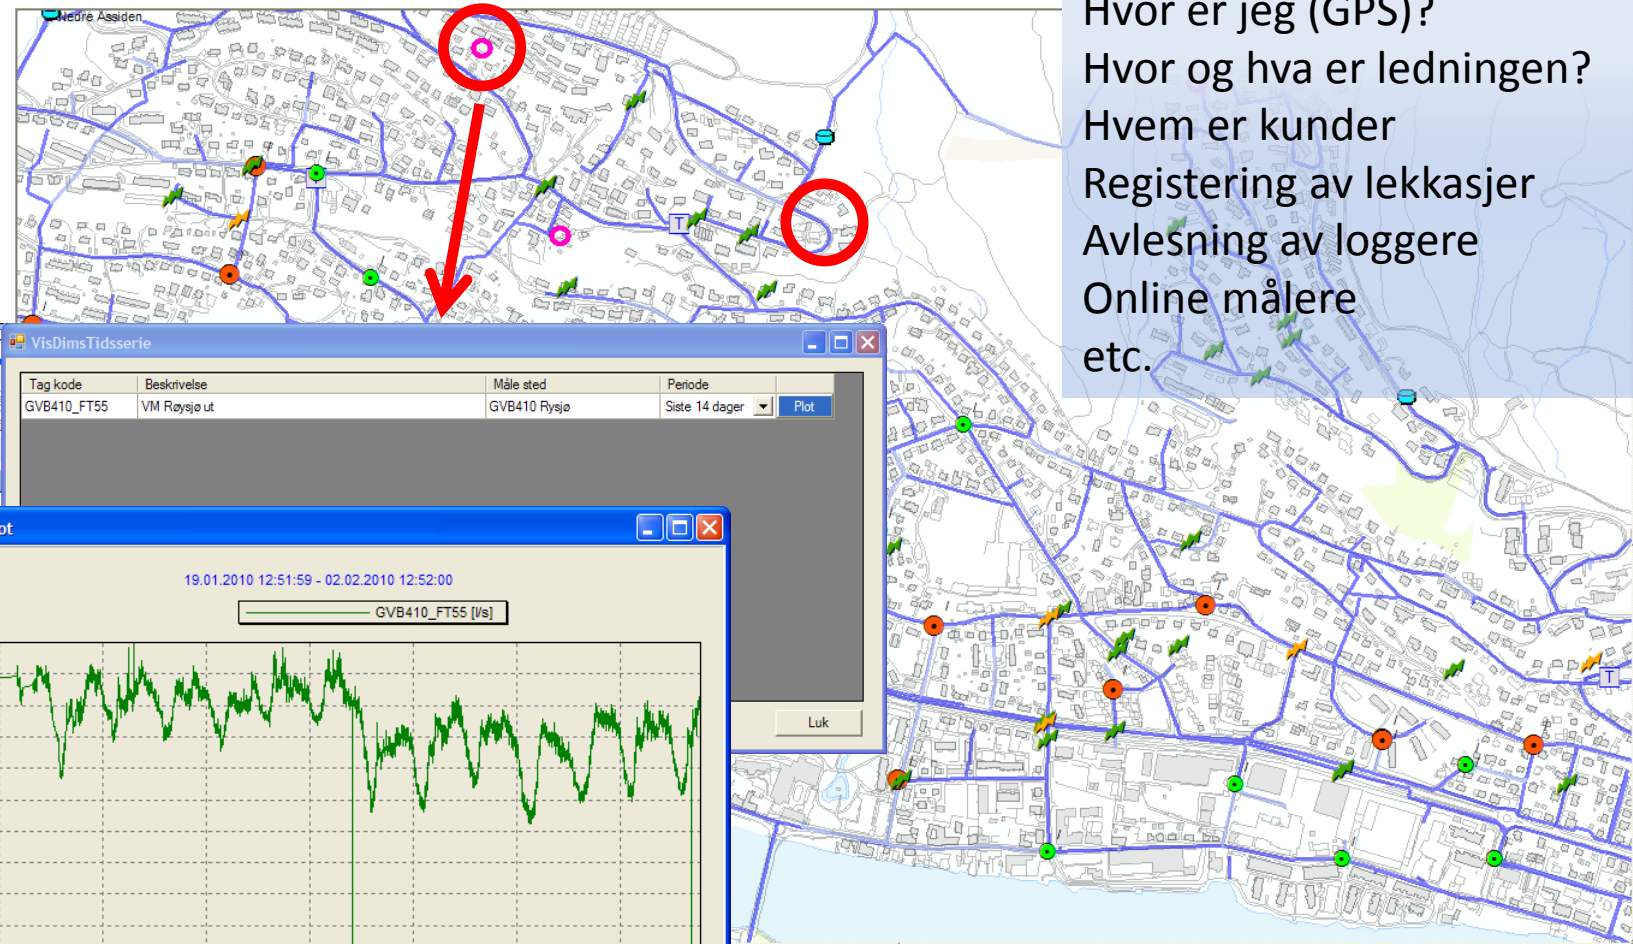 Nedre Assiden
Hvor er jeg (GPS)?
Hvor og hva er ledningen?
Hvem er kunder
Registering av lekkasjer
Avlesning av loggere
Online målere
etc.
T
T
VisDimsTidsserie
Tag kode Beskrivelse Måle sted Periode
GVB410_FT55 VM Røysjø ut GVB410 Rysjø Siste 14 dager Plot
Luk
ot
19.01.2010 12:51:59 - 02.02.2010 12:52:00
GVB410_FT55 [l/s]